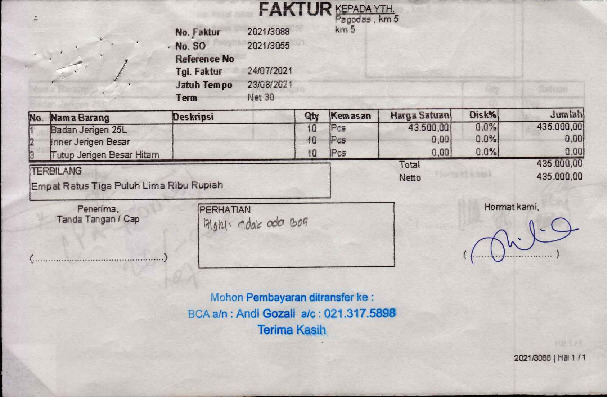 FAKTUR KEPADA YTH.
Pagodas , km 5
km 5
No. Faktur 2021/3088
No. SO 2021/3055
Reference No
Tgl. Faktur 24/07/2021
Jatuh Tempo 23/08/2021
Term Net 30
No. Nama Barang Deskripsi Qty Kemasan Harga Satuan Disk% Jumlah
1 Badan Jerigen 25L 10 Pcs 43.500,00 0.0% 435.000,00
2 Inner Jerigen Besar 10 Pcs 0,00 0.0% 0,00
3 Tutup Jerigen Besar Hitam 10 Pcs 0,00 0.0% 0,00
TERBILANG Total 435.000,00
Empat Ratus Tiga Puluh Lima Ribu Rupiah Netto 435.000,00
Penerima, PERHATIAN Hormat kami,
Tanda Tangan / Cap
(..............................) (..............................)
Mohon Pembayaran ditransfer ke :
BCA a/n : Andi Gozali a/c : 021.317.5898
Terima Kasih
2021/3088 | Hal 1 / 1